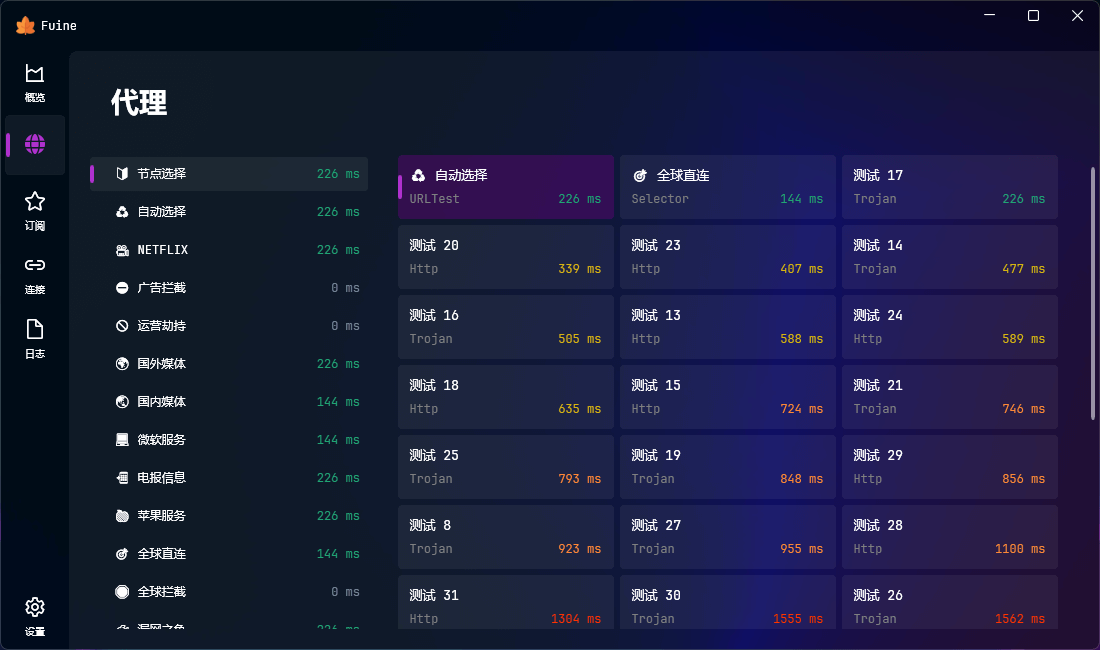 Fuine
概览
订阅
连接
日志
设置
代理
节点选择 226 ms
自动选择 226 ms
NETFLIX 226 ms
广告拦截 0 ms
运营劫持 0 ms
国外媒体 226 ms
国内媒体 144 ms
微软服务 144 ms
电报信息 226 ms
苹果服务 226 ms
全球直连 144 ms
全球拦截 0 ms
漏网之鱼 226 ms
自动选择
URLTest 226 ms
全球直连
Selector 144 ms
测试 17
Trojan 226 ms
测试 20
Http 339 ms
测试 23
Http 407 ms
测试 14
Trojan 477 ms
测试 16
Trojan 505 ms
测试 13
Http 588 ms
测试 24
Http 589 ms
测试 18
Http 635 ms
测试 15
Http 724 ms
测试 21
Trojan 746 ms
测试 25
Trojan 793 ms
测试 19
Trojan 848 ms
测试 29
Http 856 ms
测试 8
Trojan 923 ms
测试 27
Trojan 955 ms
测试 28
Http 1100 ms
测试 31
Http 1304 ms
测试 30
Trojan 1555 ms
测试 26
Trojan 1562 ms